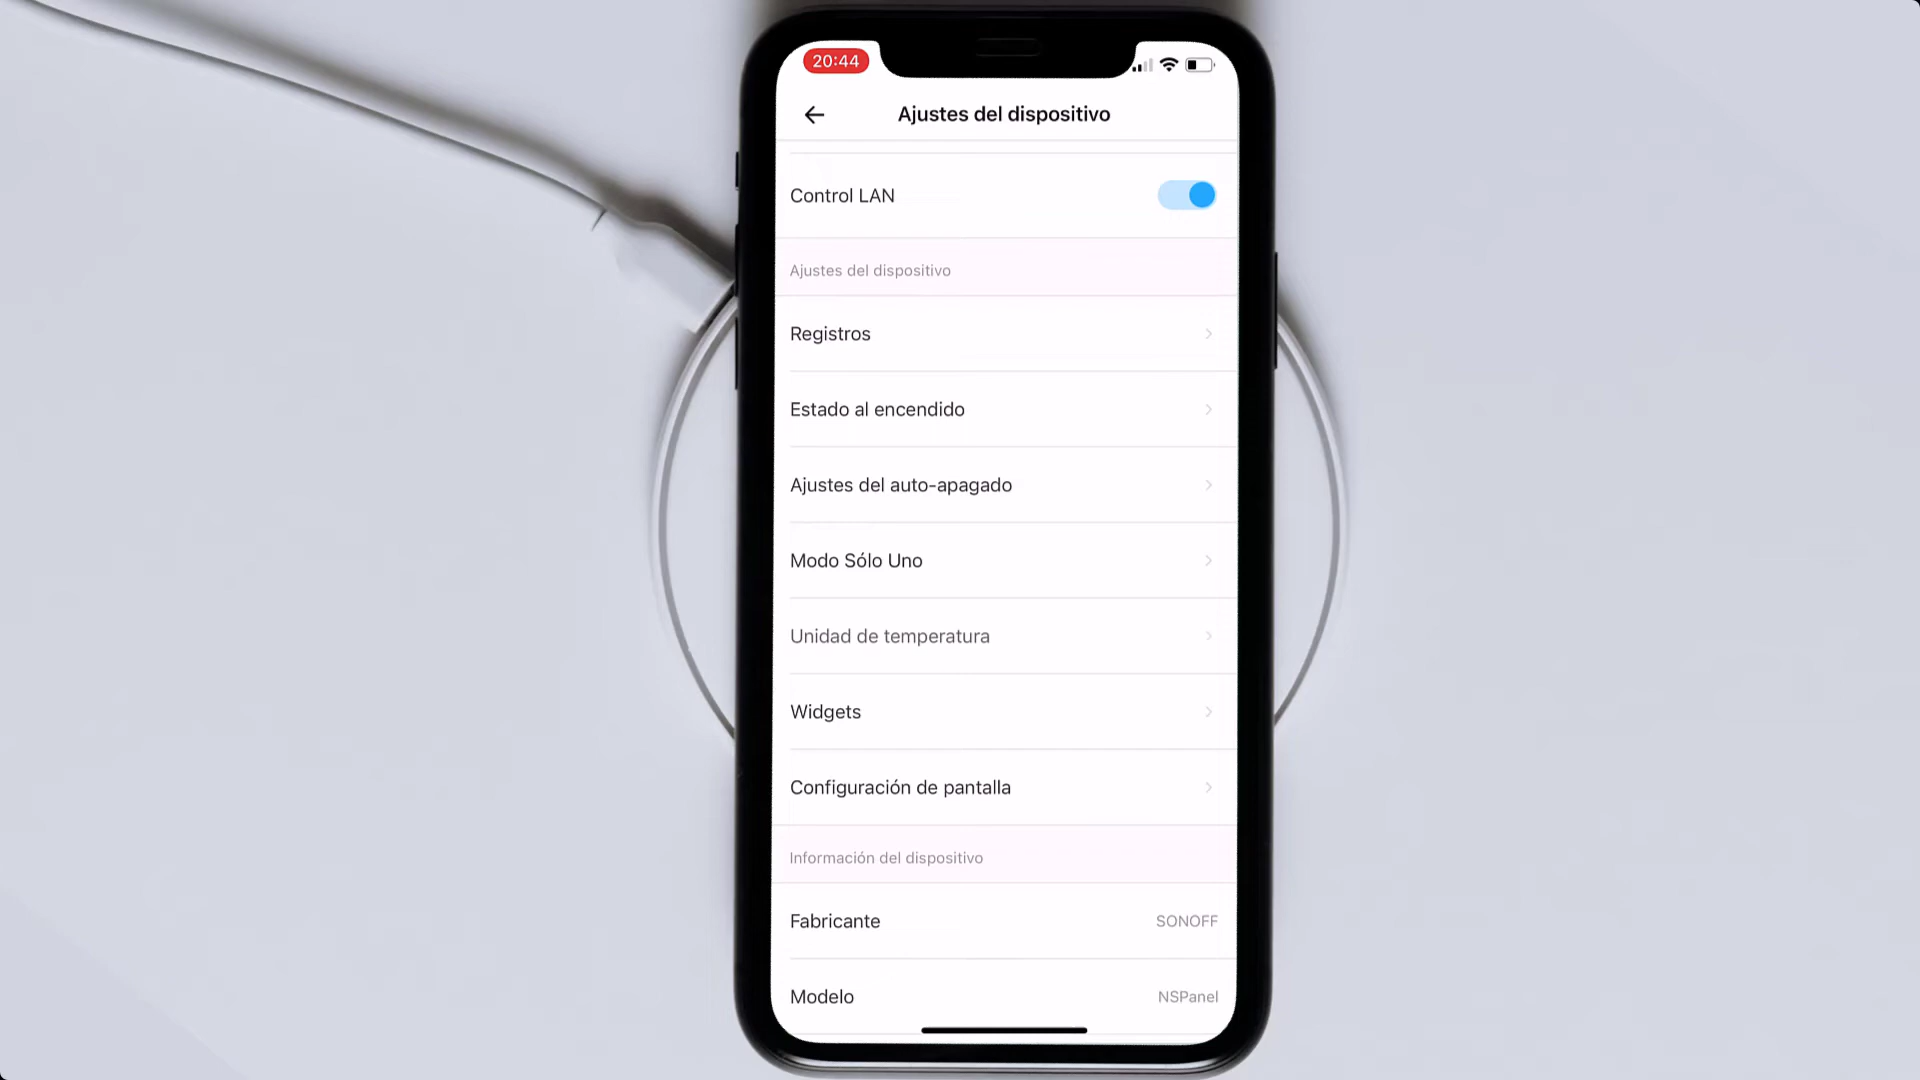 20:44
Ajustes del dispositivo
Control LAN
Ajustes del dispositivo
Registros
Estado al encendido
Ajustes del auto-apagado
Modo Sólo Uno
Unidad de temperatura
Widgets
Configuración de pantalla
Información del dispositivo
Fabricante SONOFF
Modelo NSPanel